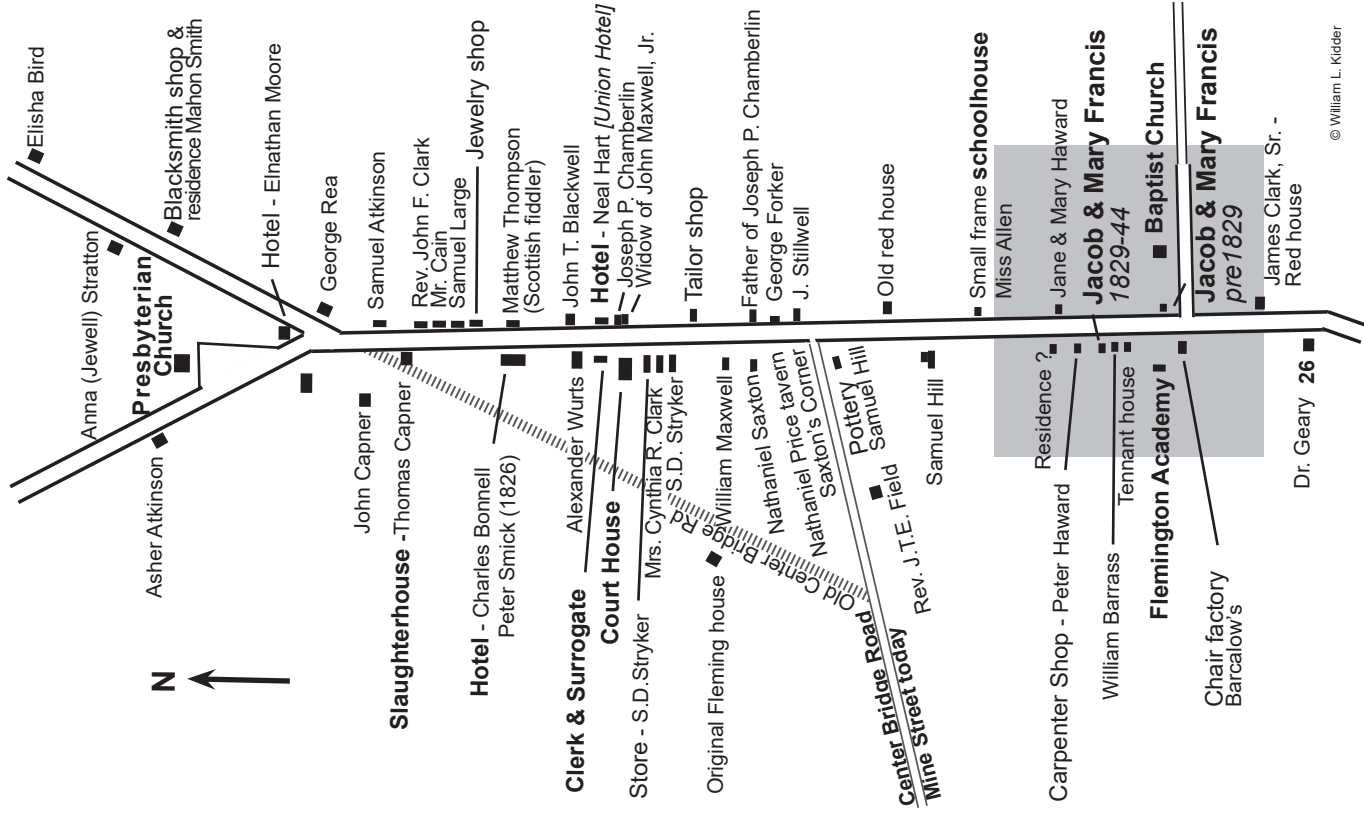 Elisha Bird
Blacksmith shop &
residence Mahon Smith
Anna (Jewell) Stratton
Presbyterian
Church
Asher Atkinson
Hotel - Elnathan Moore
George Rea
N
Samuel Atkinson
Rev. John F. Clark
Mr. Cain
Samuel Large
Jewelry shop
Matthew Thompson
(Scottish fiddler)
John T. Blackwell
Hotel - Neal Hart [Union Hotel]
Joseph P. Chamberlin
Widow of John Maxwell, Jr.
Tailor shop
Father of Joseph P. Chamberlin
George Forker
J. Stillwell
Old red house
Small frame schoolhouse
Miss Allen
Jane & Mary Haward
Jacob & Mary Francis
1829-44
Baptist Church
Jacob & Mary Francis
pre1829
James Clark, Sr. -
Red house
John Capner
Slaughterhouse -Thomas Capner
Hotel - Charles Bonnell
Peter Smick (1826)
Alexander Wurts
Clerk & Surrogate
Court House
Store - S.D.Stryker
Mrs. Cynthia R. Clark
S.D. Stryker
Original Fleming house
William Maxwell
Old Center Bridge Rd
Nathaniel Saxton
Nathaniel Price tavern
Saxton's Corner
Center Bridge Road
Mine Street today
Pottery
Samuel Hill
Rev. J.T.E. Field
Samuel Hill
Residence ?
Carpenter Shop - Peter Haward
William Barrass
Tennant house
Flemington Academy
Chair factory
Barcalow's
Dr. Geary 26
© William L. Kidder